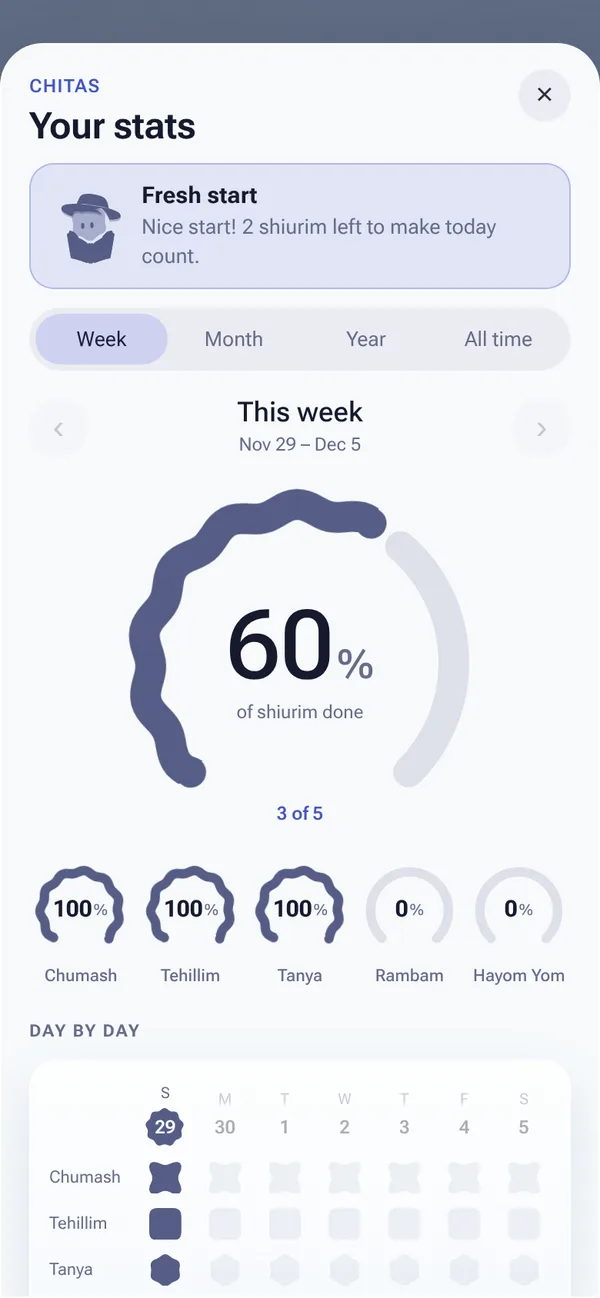 CHITAS
Your stats
Fresh start
Nice start! 2 shiurim left to make today
count.
Week Month Year All time
This week
Nov 29 – Dec 5
60%
of shiurim done
3 of 5
100% 100% 100% 0% 0%
Chumash Tehillim Tanya Rambam Hayom Yom
DAY BY DAY
S M T W T F S
29 30 1 2 3 4 5
Chumash
Tehillim
Tanya